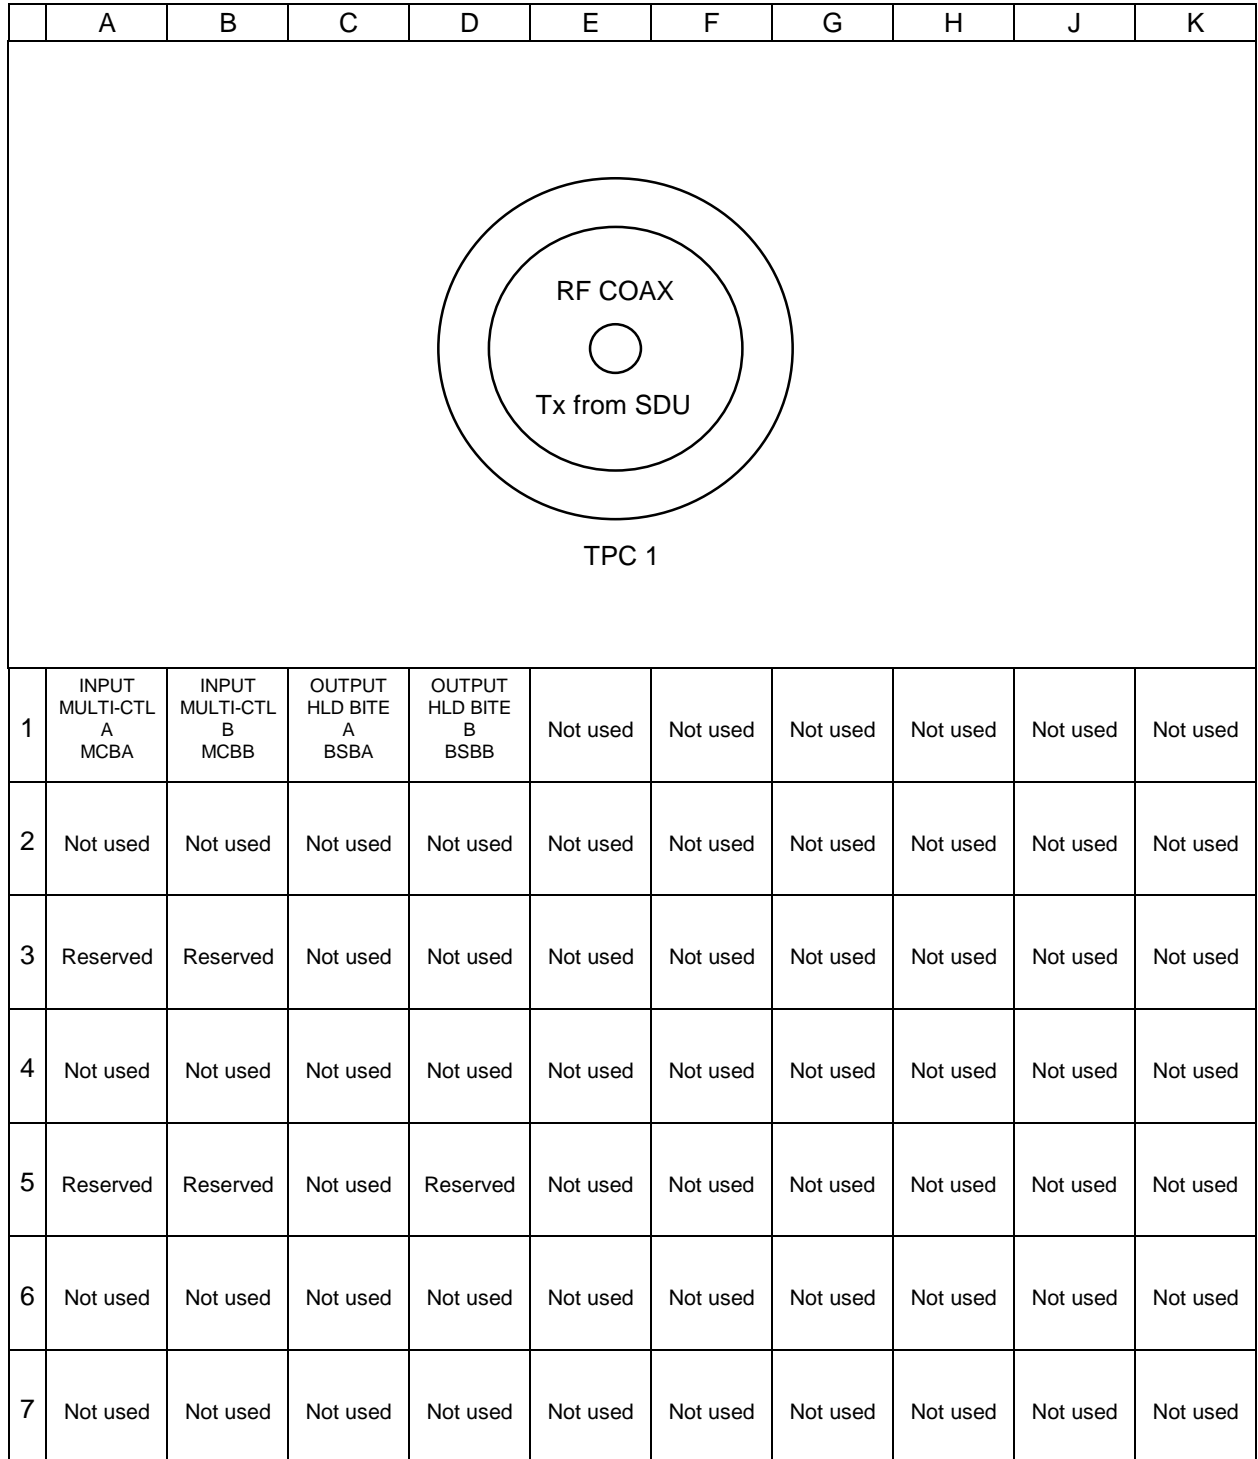 A B C D E F G H J K
RF COAX
Tx from SDU
TPC 1
INPUT INPUT OUTPUT OUTPUT
MULTI-CTL MULTI-CTL HLD BITE HLD BITE
1 A B A B Not used Not used Not used Not used Not used Not used
MCBA MCBB BSBA BSBB
2 Not used Not used Not used Not used Not used Not used Not used Not used Not used Not used
3 Reserved Reserved Not used Not used Not used Not used Not used Not used Not used Not used
4 Not used Not used Not used Not used Not used Not used Not used Not used Not used Not used
5 Reserved Reserved Not used Reserved Not used Not used Not used Not used Not used Not used
6 Not used Not used Not used Not used Not used Not used Not used Not used Not used Not used
7 Not used Not used Not used Not used Not used Not used Not used Not used Not used Not used